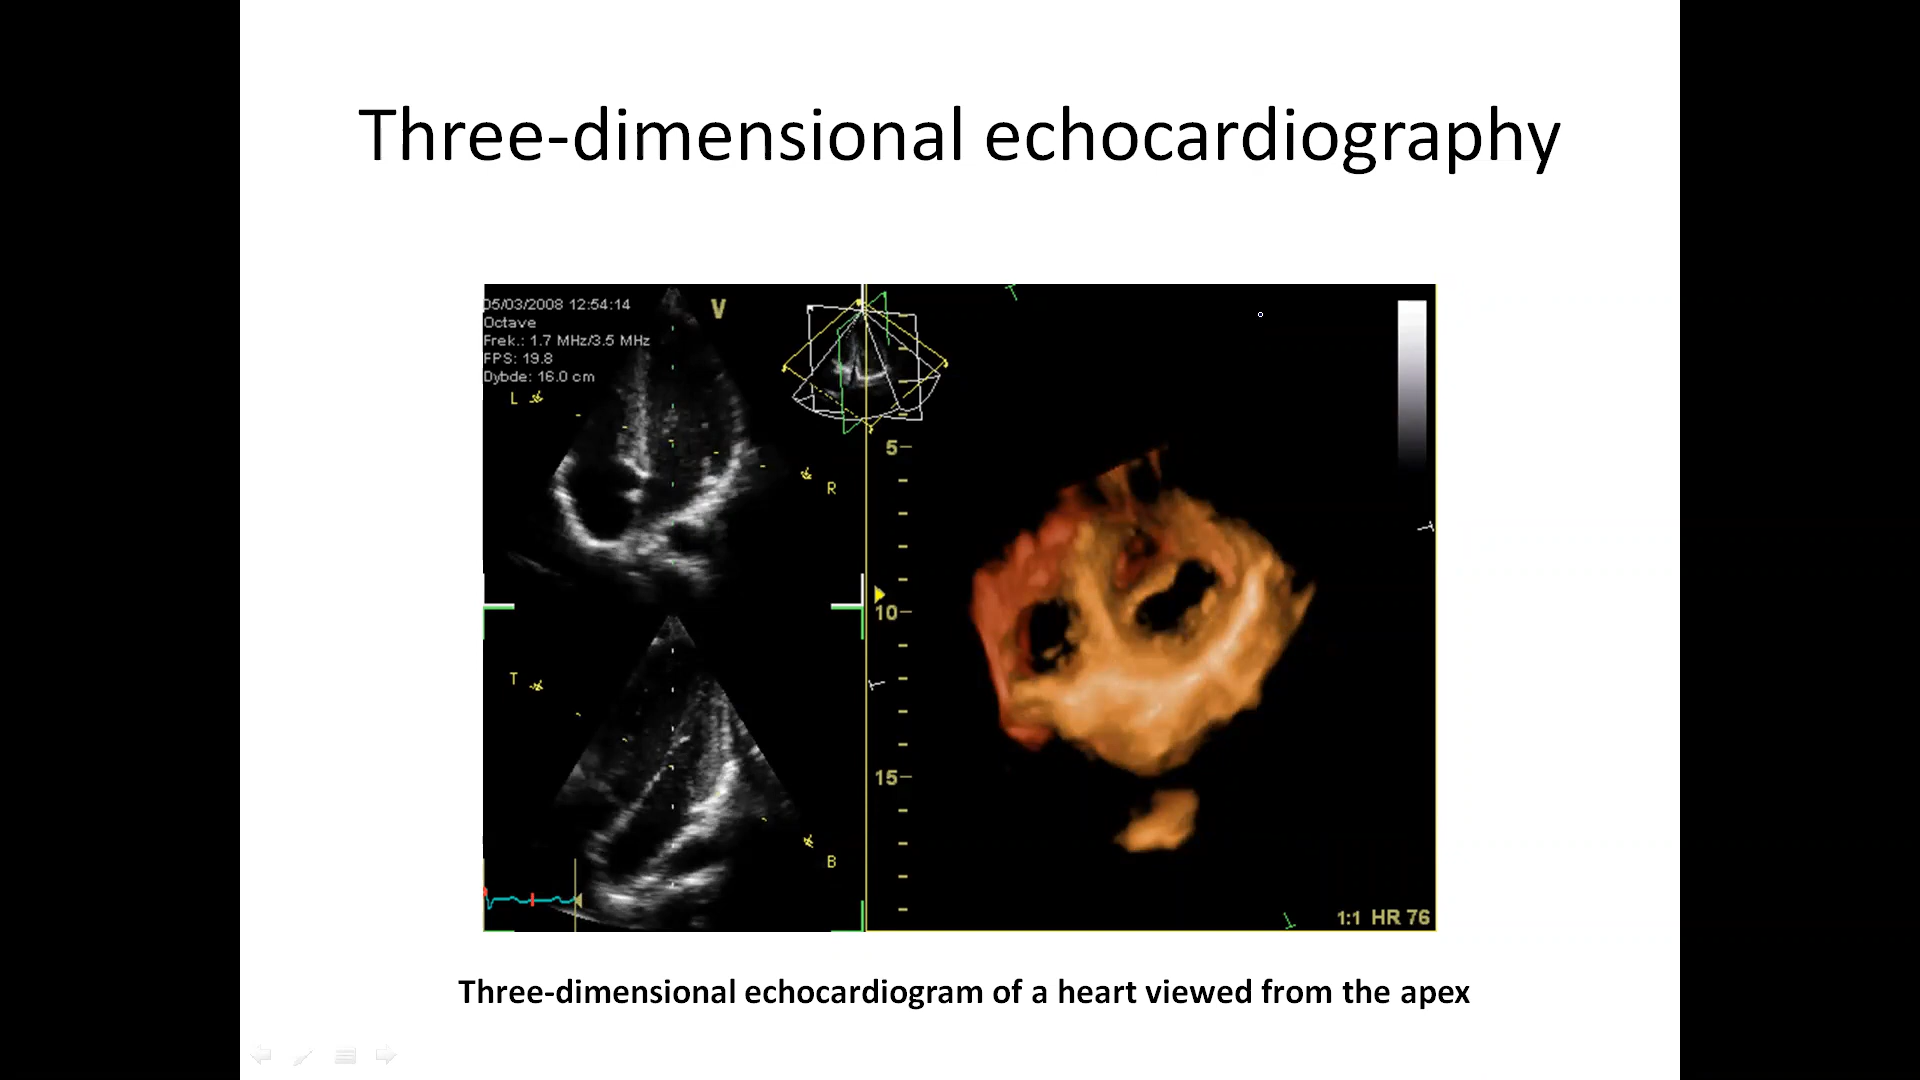 Three-dimensional echocardiography
05/03/2008 12:54:14
V
Octave
Frek.: 1.7 MHz/3.5 MHz
FPS: 19.8
Dybde: 16.0 cm
L
R
5
10
T
15
B
1:1 HR 76
Three-dimensional echocardiogram of a heart viewed from the apex